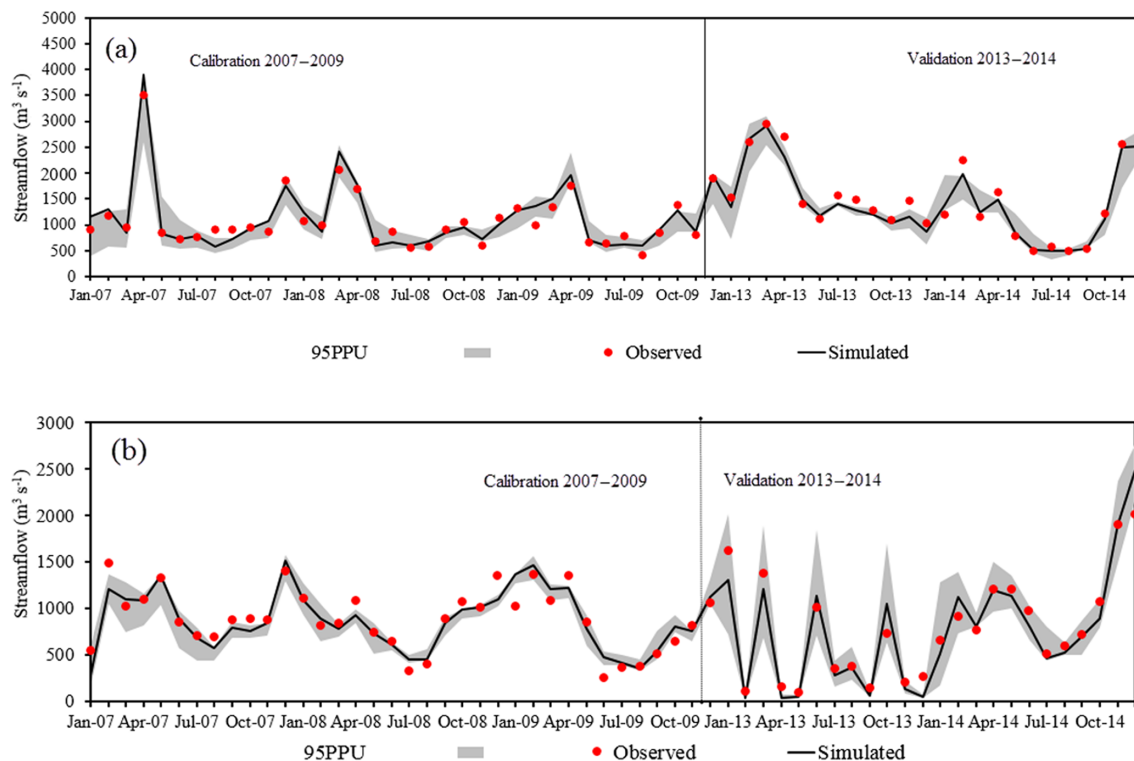 (a)
Calibration 2007–2009
Validation 2013–2014
Streamflow (m³ s⁻¹)
5000
4500
4000
3500
3000
2500
2000
1500
1000
500
0
Jan-07 Apr-07 Jul-07 Oct-07 Jan-08 Apr-08 Jul-08 Oct-08 Jan-09 Apr-09 Jul-09 Oct-09 Jan-13 Apr-13 Jul-13 Oct-13 Jan-14 Apr-14 Jul-14 Oct-14
95PPU Observed Simulated
(b)
Calibration 2007–2009
Validation 2013–2014
Streamflow (m³ s⁻¹)
3000
2500
2000
1500
1000
500
0
Jan-07 Apr-07 Jul-07 Oct-07 Jan-08 Apr-08 Jul-08 Oct-08 Jan-09 Apr-09 Jul-09 Oct-09 Jan-13 Apr-13 Jul-13 Oct-13 Jan-14 Apr-14 Jul-14 Oct-14
95PPU Observed Simulated